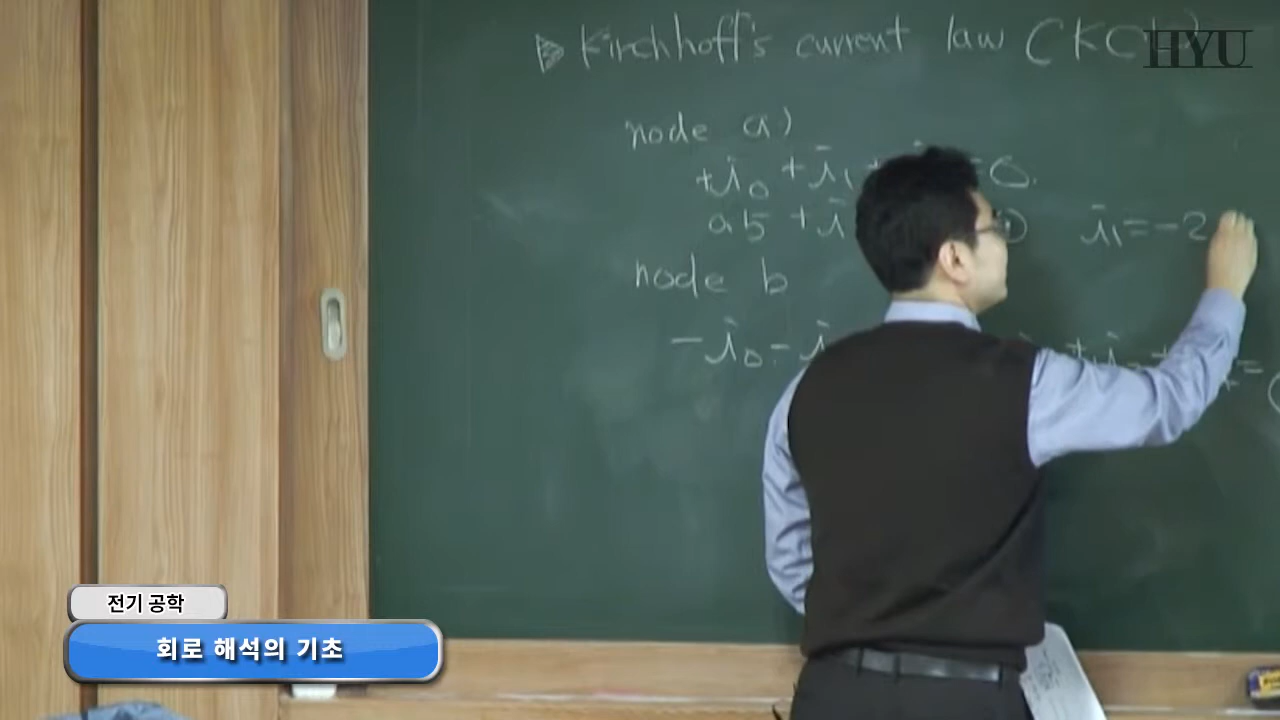 Kirchhoff's current law (KCL)
HYU
node a)
+i₀ +i₁ + =0.
a5 +i i₁=-2
node b
-i₀-i +i =
전기 공학
회로 해석의 기초